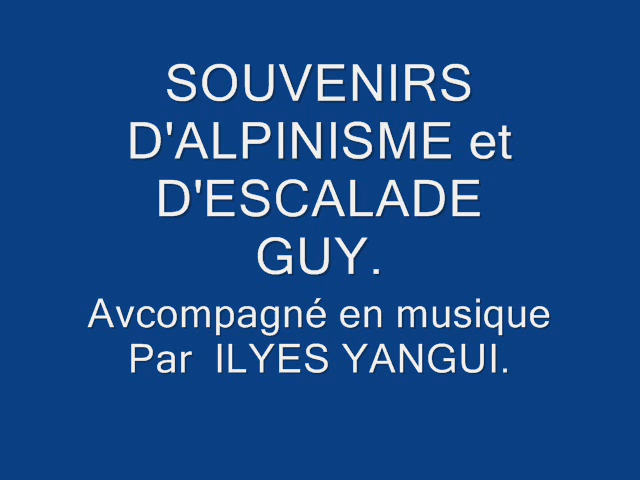 SOUVENIRS
D'ALPINISME et
D'ESCALADE
GUY.
Avcompagné en musique
Par  ILYES YANGUI.